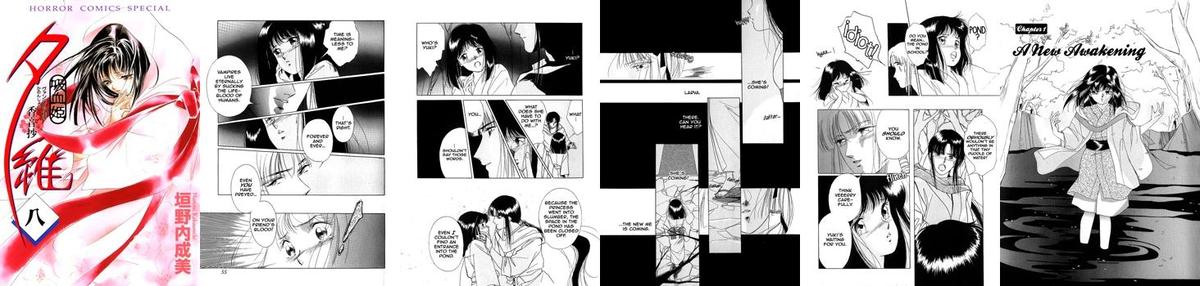 HORROR COMICS SPECIAL
夕維
八
垣野内成美
TIME IS
MEANING-
LESS TO
ME?
VAMPIRES
LIVE
ETERNALLY
BY SUCKING
THE LIFE-
BLOOD OF
HUMANS.
THAT'S
RIGHT.
FOREVER
AND
EVER...
EVEN
YOU HAVE
PREYED...
ON YOUR
FRIEND'S
BLOOD!
55
WHO'S
YUKI?
YUKI?
WHAT
WHAT
DOES SHE
HAVE TO
DO WITH
ME...?
YOU...
SHOULDN'T
SAY THOSE
WORDS.
BECAUSE THE
PRINCESS
WENT INTO
SLUMBER, THE
SPACE IN THE
POND HAS
BEEN CLOSED
OFF.
EVEN I
COULDN'T
FIND AN
ENTRANCE
INTO THE
POND.
...SHE'S
COMING!
LARVA.
THERE.
CAN YOU
HEAR IT?
SHE'S
COMING!
...THE NEW ME
IS COMING.
idiot!
DO YOU
MEAN...
THE POND
IN
SCHOOL?
POND
YOU
SHOULD
KNOW.
THERE
OBVIOUSLY
WOULDN'T BE
ANYTHING IN
THAT TINY
PUDDLE OF
WATER!
THINK
VEEERRY
CARE-
FULLY.
YUKI'S
WAITING
FOR YOU.
Chapter 1
A New Awakening